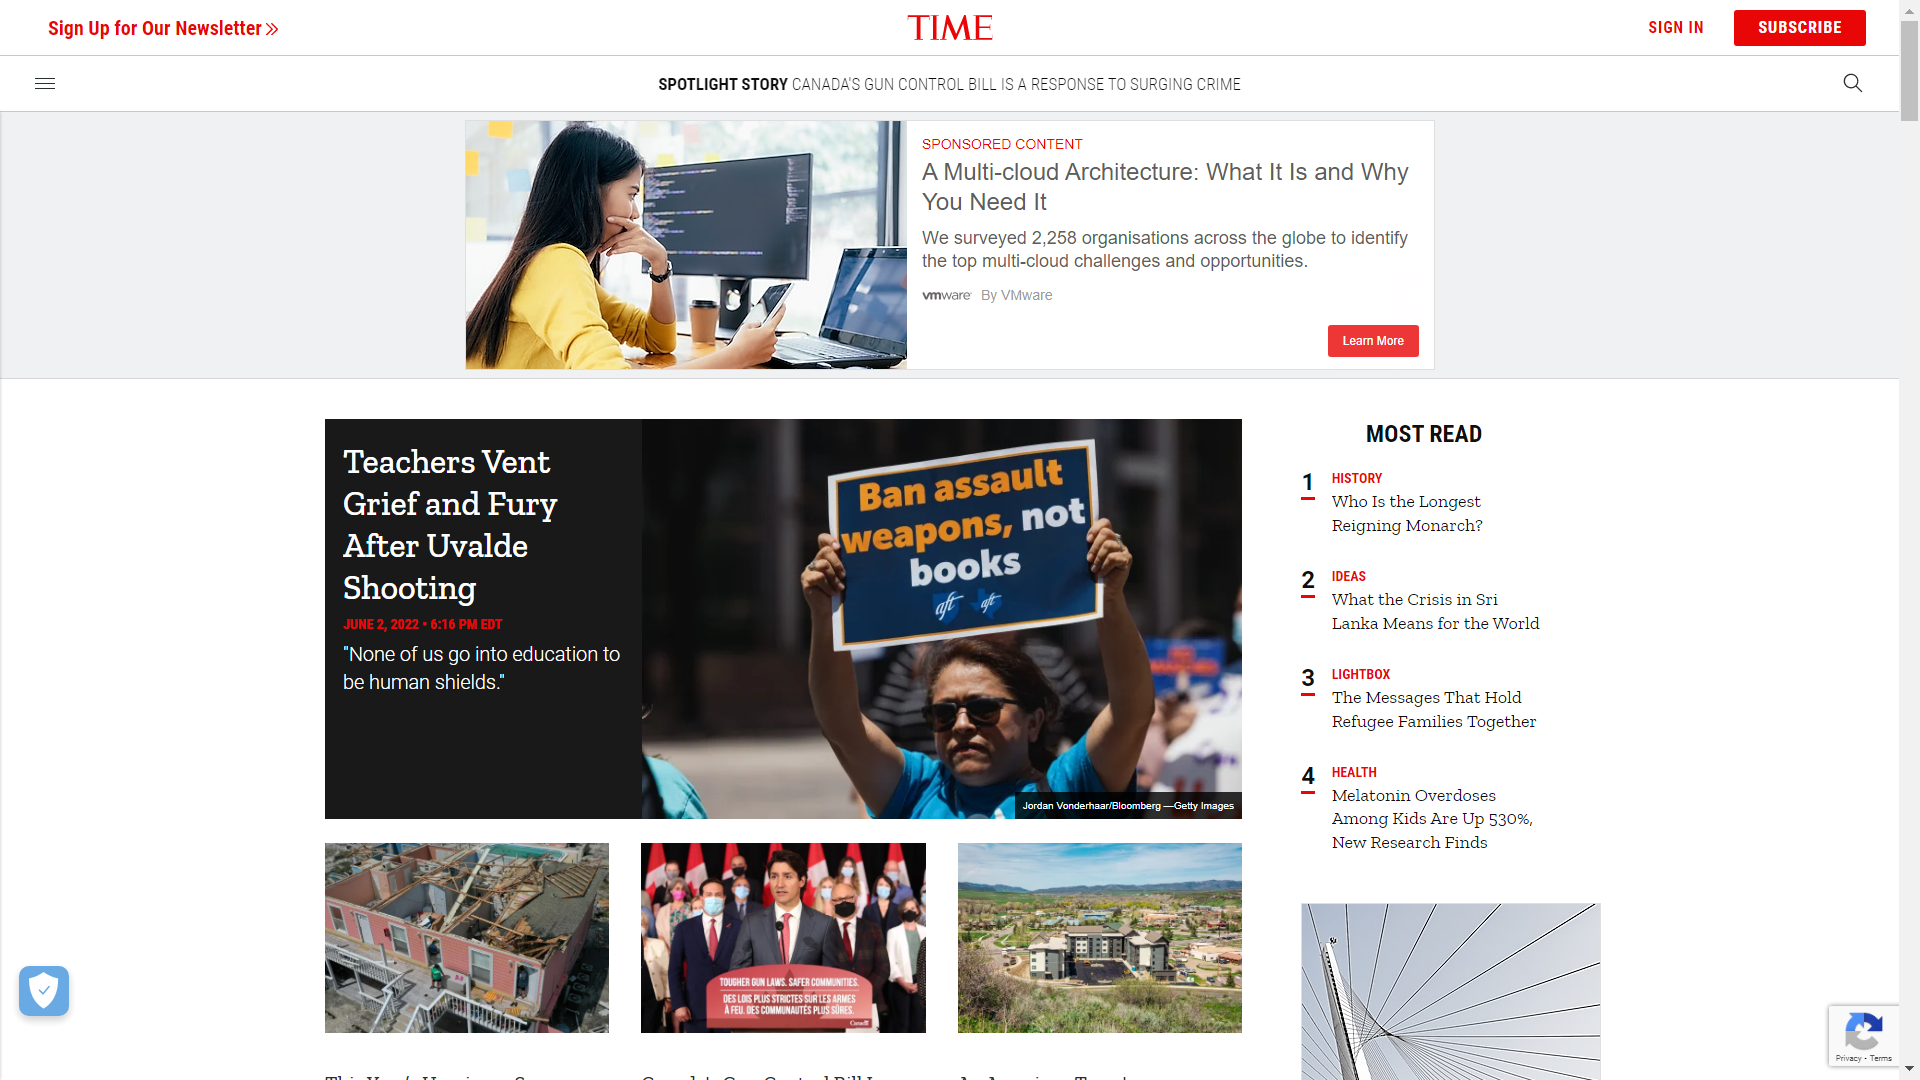 Sign Up for Our Newsletter
TIME
SIGN IN
SUBSCRIBE
SPOTLIGHT STORY CANADA'S GUN CONTROL BILL IS A RESPONSE TO SURGING CRIME
SPONSORED CONTENT
A Multi-cloud Architecture: What It Is and Why
You Need It
We surveyed 2,258 organisations across the globe to identify
the top multi-cloud challenges and opportunities.
vmware By VMware
Learn More
Teachers Vent
Grief and Fury
After Uvalde
Shooting
JUNE 2, 2022 • 6:16 PM EDT
"None of us go into education to
be human shields."
Ban assault
weapons, not
books
aft aft
Jordan Vonderhaar/Bloomberg —Getty Images
MOST READ
1 HISTORY
Who Is the Longest
Reigning Monarch?
2 IDEAS
What the Crisis in Sri
Lanka Means for the World
3 LIGHTBOX
The Messages That Hold
Refugee Families Together
4 HEALTH
Melatonin Overdoses
Among Kids Are Up 530%,
New Research Finds
TOUGHER GUN LAWS. SAFER COMMUNITIES.
DES LOIS PLUS STRICTES SUR LES ARMES
À FEU. DES COMMUNAUTÉS PLUS SÛRES.
Canada
Privacy - Terms